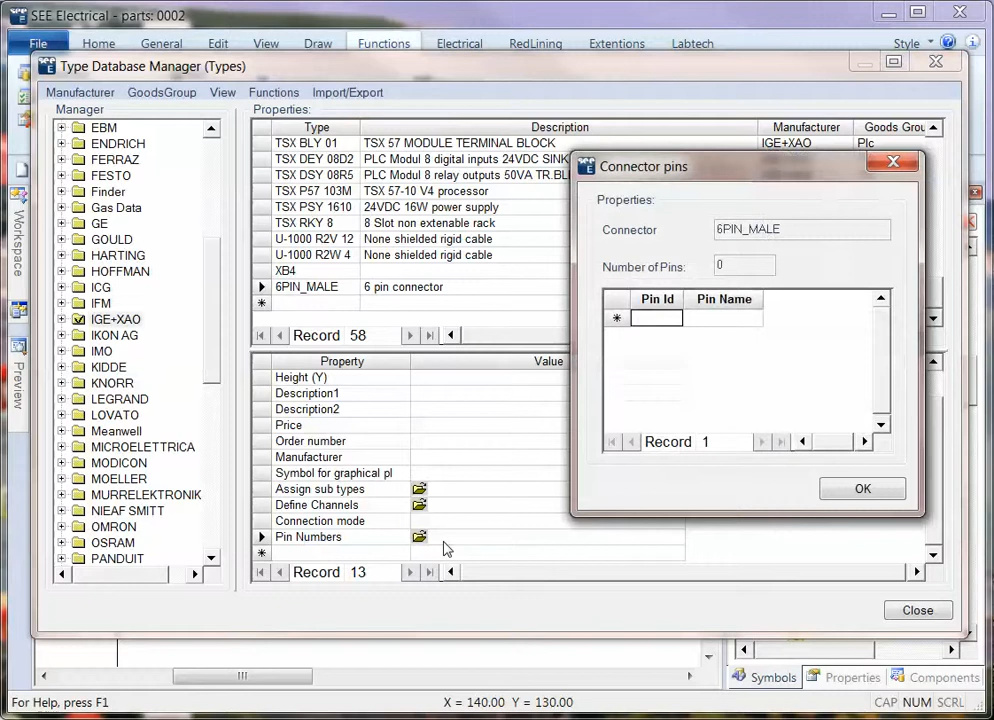 SEE Electrical - parts: 0002
File Home General Edit View Draw Functions Electrical RedLining Extentions Labtech Style
Type Database Manager (Types)
Manufacturer GoodsGroup View Functions Import/Export
Manager
EBM
ENDRICH
FERRAZ
FESTO
Finder
Gas Data
GE
GOULD
HARTING
HOFFMAN
ICG
IFM
IGE+XAO
IKON AG
IMO
KIDDE
KNORR
LEGRAND
LOVATO
Meanwell
MICROELETTRICA
MODICON
MOELLER
MURRELEKTRONIK
NIEAF SMITT
OMRON
OSRAM
PANDUIT
Properties:
Type Description Manufacturer Goods Grou
TSX BLY 01 TSX 57 MODULE TERMINAL BLOCK IGE+XAO Plc
TSX DEY 08D2 PLC Modul 8 digital inputs 24VDC SINK
TSX DSY 08R5 PLC Modul 8 relay outputs 50VA TR.BL
TSX P57 103M TSX 57-10 V4 processor
TSX PSY 1610 24VDC 16W power supply
TSX RKY 8 8 Slot non extenable rack
U-1000 R2V 12 None shielded rigid cable
U-1000 R2V 4 None shielded rigid cable
XB4
6PIN_MALE 6 pin connector
Record 58
Property Value
Height (Y)
Description1
Description2
Price
Order number
Manufacturer
Symbol for graphical pl
Assign sub types
Define Channels
Connection mode
Pin Numbers
Record 13
Close
Connector pins
Properties:
Connector 6PIN_MALE
Number of Pins: 0
Pin Id Pin Name
Record 1
OK
Workspace
Preview
Symbols Properties Components
For Help, press F1 X = 140.00 Y = 130.00 CAP NUM SCRL